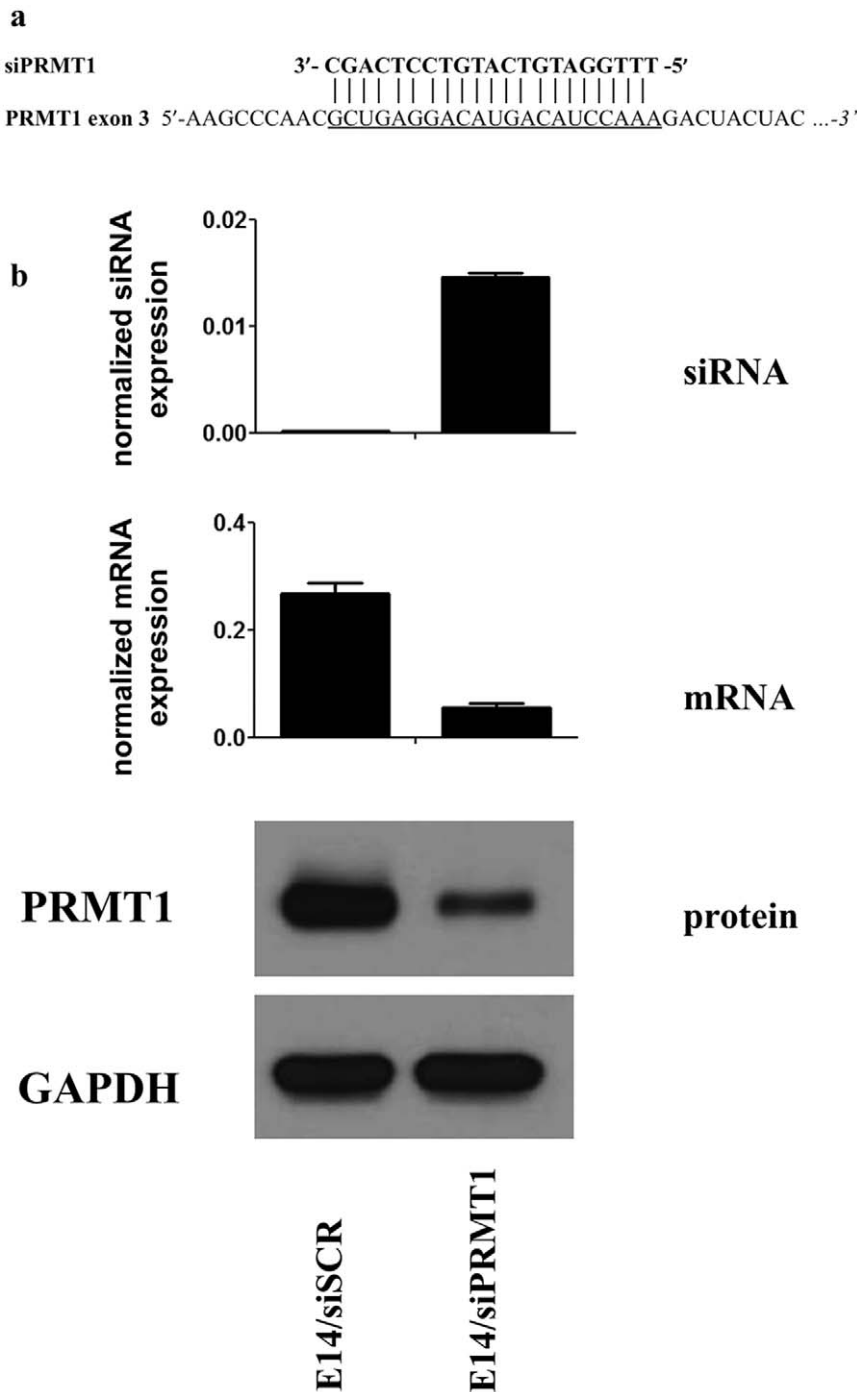 a
siPRMT1 3'- CGACTCCTGTACTGTAGGTTT -5'
PRMT1 exon 3 5'-AAGCCCAACGCUGAGGACAUGACAUCCAAAGACUACUAC ...-3'
b
normalized siRNA
expression
0.02
0.01
0.00
siRNA
normalized mRNA
expression
0.4
0.2
0.0
mRNA
PRMT1
protein
GAPDH
E14/siSCR
E14/siPRMT1